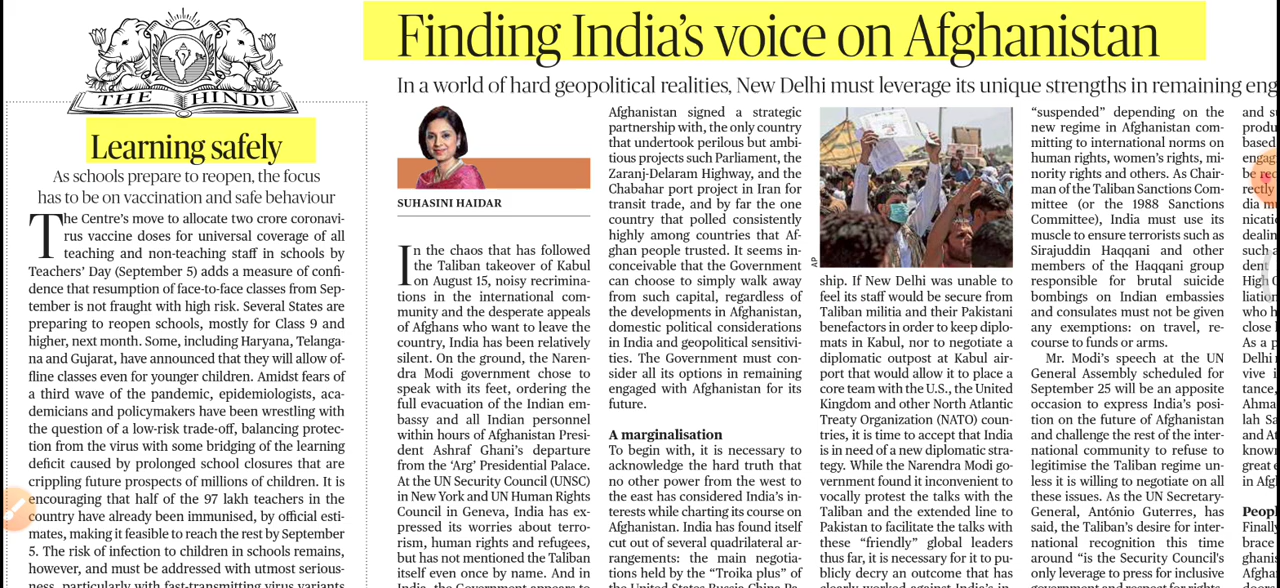 THE HINDU
Learning safely
As schools prepare to reopen, the focus
has to be on vaccination and safe behaviour
The Centre's move to allocate two crore coronavi-
rus vaccine doses for universal coverage of all
teaching and non-teaching staff in schools by
Teachers' Day (September 5) adds a measure of confi-
dence that resumption of face-to-face classes from Sep-
tember is not fraught with high risk. Several States are
preparing to reopen schools, mostly for Class 9 and
higher, next month. Some, including Haryana, Telanga-
na and Gujarat, have announced that they will allow of-
fline classes even for younger children. Amidst fears of
a third wave of the pandemic, epidemiologists, aca-
demicians and policymakers have been wrestling with
the question of a low-risk trade-off, balancing protec-
tion from the virus with some bridging of the learning
deficit caused by prolonged school closures that are
crippling future prospects of millions of children. It is
encouraging that half of the 97 lakh teachers in the
country have already been immunised, by official esti-
mates, making it feasible to reach the rest by September
5. The risk of infection to children in schools remains,
however, and must be addressed with utmost serious-
ness, particularly with fast-transmitting virus variants
Finding India's voice on Afghanistan
In a world of hard geopolitical realities, New Delhi must leverage its unique strengths in remaining eng
SUHASINI HAIDAR
In the chaos that has followed
the Taliban takeover of Kabul
on August 15, noisy recrimina-
tions in the international com-
munity and the desperate appeals
of Afghans who want to leave the
country, India has been relatively
silent. On the ground, the Naren-
dra Modi government chose to
speak with its feet, ordering the
full evacuation of the Indian em-
bassy and all Indian personnel
within hours of Afghanistan Presi-
dent Ashraf Ghani's departure
from the 'Arg' Presidential Palace.
At the UN Security Council (UNSC)
in New York and UN Human Rights
Council in Geneva, India has ex-
pressed its worries about terro-
rism, human rights and refugees,
but has not mentioned the Taliban
itself even once by name. And in
India, the Government appears to
Afghanistan signed a strategic
partnership with, the only country
that undertook perilous but ambi-
tious projects such Parliament, the
Zaranj-Delaram Highway, and the
Chabahar port project in Iran for
transit trade, and by far the one
country that polled consistently
highly among countries that Af-
ghan people trusted. It seems in-
conceivable that the Government
can choose to simply walk away
from such capital, regardless of
the developments in Afghanistan,
domestic political considerations
in India and geopolitical sensitivi-
ties. The Government must con-
sider all its options in remaining
engaged with Afghanistan for its
future.
A marginalisation
To begin with, it is necessary to
acknowledge the hard truth that
no other power from the west to
the east has considered India's in-
terests while charting its course on
Afghanistan. India has found itself
cut out of several quadrilateral ar-
rangements: the main negotia-
tions held by the "Troika plus" of
the United States Russia China Pa-
AP
ship. If New Delhi was unable to
feel its staff would be secure from
Taliban militia and their Pakistani
benefactors in order to keep diplo-
mats in Kabul, nor to negotiate a
diplomatic outpost at Kabul air-
port that would allow it to place a
core team with the U.S., the United
Kingdom and other North Atlantic
Treaty Organization (NATO) coun-
tries, it is time to accept that India
is in need of a new diplomatic stra-
tegy. While the Narendra Modi go-
vernment found it inconvenient to
vocally protest the talks with the
Taliban and the extended line to
Pakistan to facilitate the talks with
these "friendly" global leaders
thus far, it is necessary for it to pu-
blicly decry an outcome that has
clearly worked against India's in-
"suspended" depending on the
new regime in Afghanistan com-
mitting to international norms on
human rights, women's rights, mi-
nority rights and others. As Chair-
man of the Taliban Sanctions Com-
mittee (or the 1988 Sanctions
Committee), India must use its
muscle to ensure terrorists such as
Sirajuddin Haqqani and other
members of the Haqqani group
responsible for brutal suicide
bombings on Indian embassies
and consulates must not be given
any exemptions: on travel, re-
course to funds or arms.
Mr. Modi's speech at the UN
General Assembly scheduled for
September 25 will be an apposite
occasion to express India's posi-
tion on the future of Afghanistan
and challenge the rest of the inter-
national community to refuse to
legitimise the Taliban regime un-
less it is willing to negotiate on all
these issues. As the UN Secretary-
General, António Guterres, has
said, the Taliban's desire for inter-
national recognition this time
around "is the Security Council's
only leverage to press for inclusive
government and respect for rights